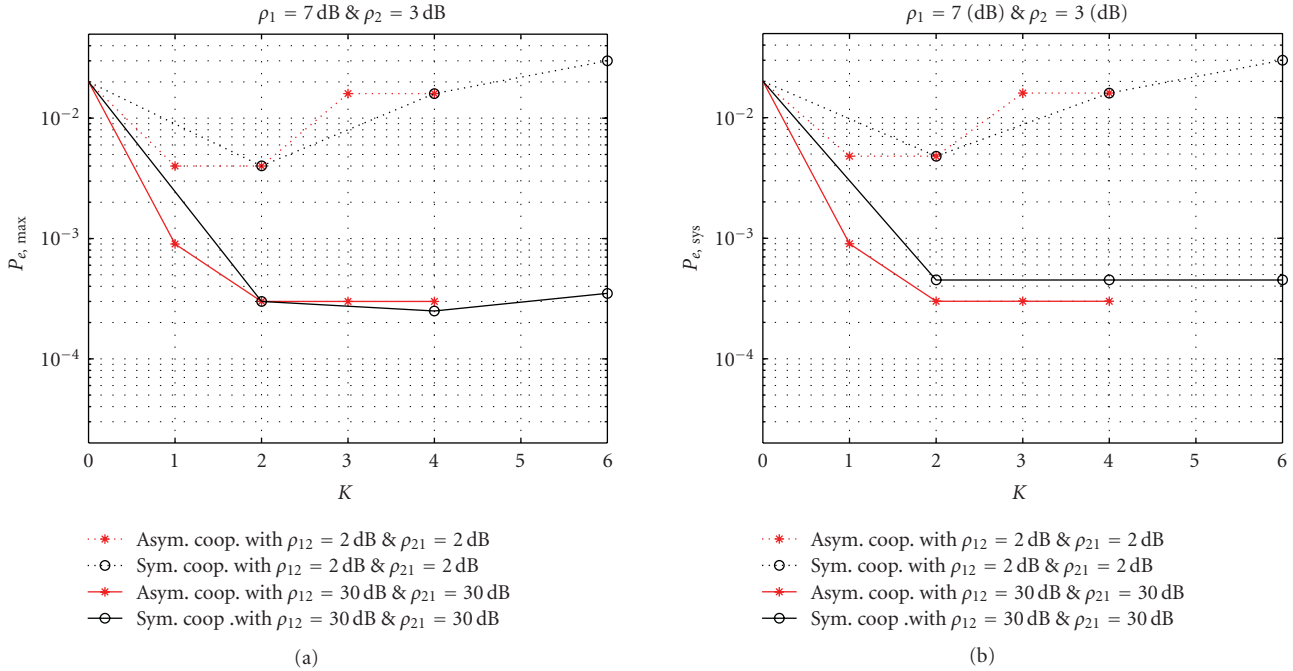 ρ1 = 7 dB & ρ2 = 3 dB
10−2
10−3
10−4
Pe, max
0 1 2 3 4 5 6
K
Asym. coop. with ρ12 = 2 dB & ρ21 = 2 dB
Sym. coop. with ρ12 = 2 dB & ρ21 = 2 dB
Asym. coop. with ρ12 = 30 dB & ρ21 = 30 dB
Sym. coop .with ρ12 = 30 dB & ρ21 = 30 dB
(a)
ρ1 = 7 (dB) & ρ2 = 3 (dB)
10−2
10−3
10−4
Pe, sys
0 1 2 3 4 5 6
K
Asym. coop. with ρ12 = 2 dB & ρ21 = 2 dB
Sym. coop. with ρ12 = 2 dB & ρ21 = 2 dB
Asym. coop. with ρ12 = 30 dB & ρ21 = 30 dB
Sym. coop .with ρ12 = 30 dB & ρ21 = 30 dB
(b)